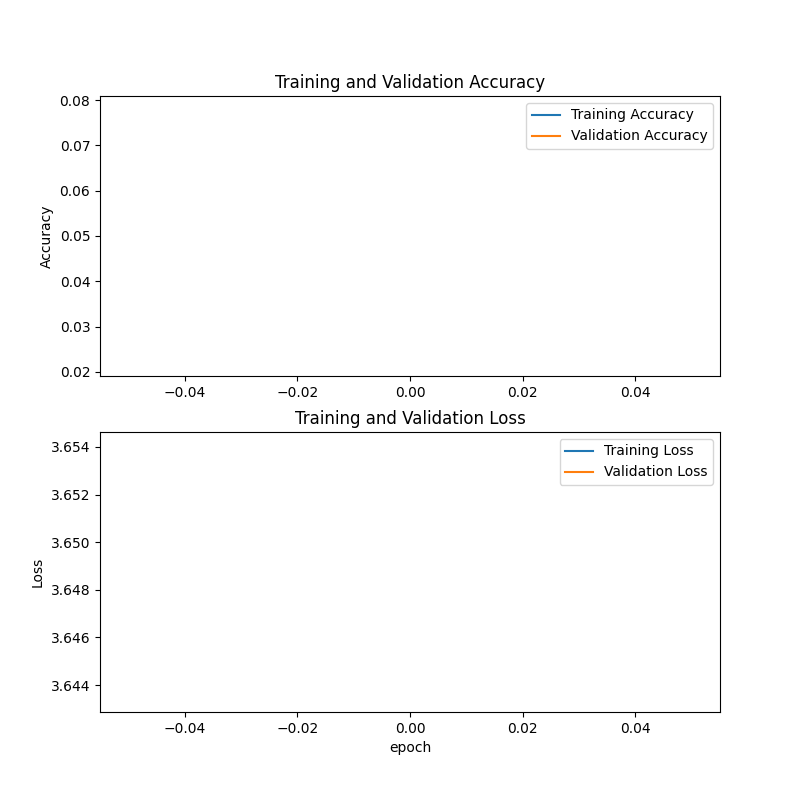 Training and Validation Accuracy
0.08
0.07
0.06
0.05
0.04
0.03
0.02
Accuracy
Training Accuracy
Validation Accuracy
−0.04 −0.02 0.00 0.02 0.04
Training and Validation Loss
3.654
3.652
3.650
3.648
3.646
3.644
Loss
Training Loss
Validation Loss
−0.04 −0.02 0.00 0.02 0.04
epoch